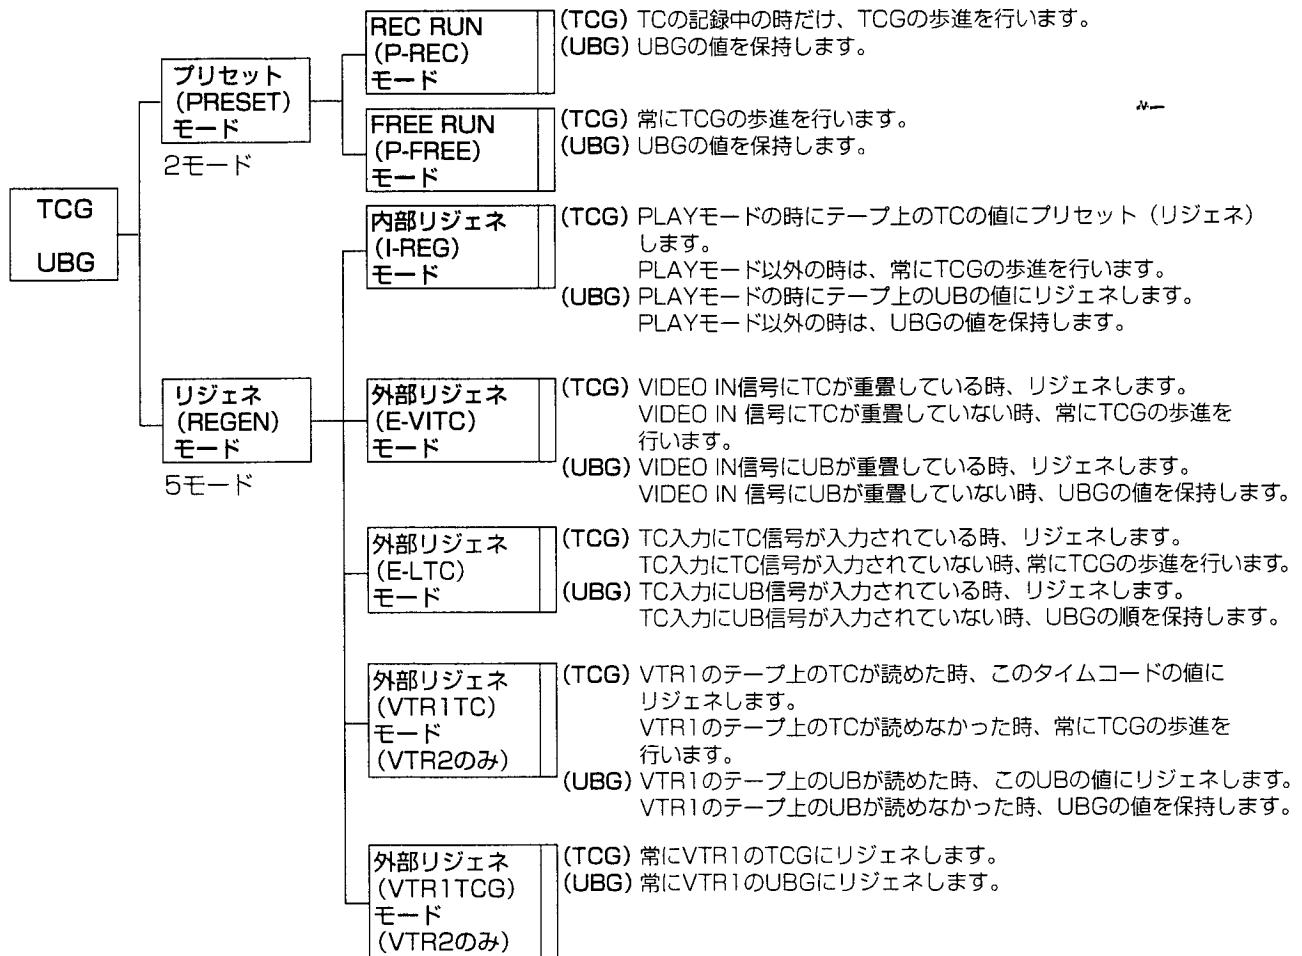 TCG
UBG
プリセット
(PRESET)
モード
2モード
リジェネ
(REGEN)
モード
5モード
REC RUN
(P-REC)
モード
(TCG) TCの記録中の時だけ、TCGの歩進を行います。
(UBG) UBGの値を保持します。
FREE RUN
(P-FREE)
モード
(TCG) 常にTCGの歩進を行います。
(UBG) UBGの値を保持します。
内部リジェネ
(I-REG)
モード
(TCG) PLAYモードの時にテープ上のTCの値にプリセット（リジェネ）
します。
PLAYモード以外の時は、常にTCGの歩進を行います。
(UBG) PLAYモードの時にテープ上のUBの値にリジェネします。
PLAYモード以外の時は、UBGの値を保持します。
外部リジェネ
(E-VITC)
モード
(TCG) VIDEO IN信号にTCが重畳している時、リジェネします。
VIDEO IN 信号にTCが重畳していない時、常にTCGの歩進を
行います。
(UBG) VIDEO IN信号にUBが重畳している時、リジェネします。
VIDEO IN 信号にUBが重畳していない時、UBGの値を保持します。
外部リジェネ
(E-LTC)
モード
(TCG) TC入力にTC信号が入力されている時、リジェネします。
TC入力にTC信号が入力されていない時、常にTCGの歩進を行います。
(UBG) TC入力にUB信号が入力されている時、リジェネします。
TC入力にUB信号が入力されていない時、UBGの順を保持します。
外部リジェネ
(VTR1TC)
モード
(VTR2のみ)
(TCG) VTR1のテープ上のTCが読めた時、このタイムコードの値に
リジェネします。
VTR1のテープ上のTCが読めなかった時、常にTCGの歩進を
行います。
(UBG) VTR1のテープ上のUBが読めた時、このUBの値にリジェネします。
VTR1のテープ上のUBが読めなかった時、UBGの値を保持します。
外部リジェネ
(VTR1TCG)
モード
(VTR2のみ)
(TCG) 常にVTR1のTCGにリジェネします。
(UBG) 常にVTR1のUBGにリジェネします。